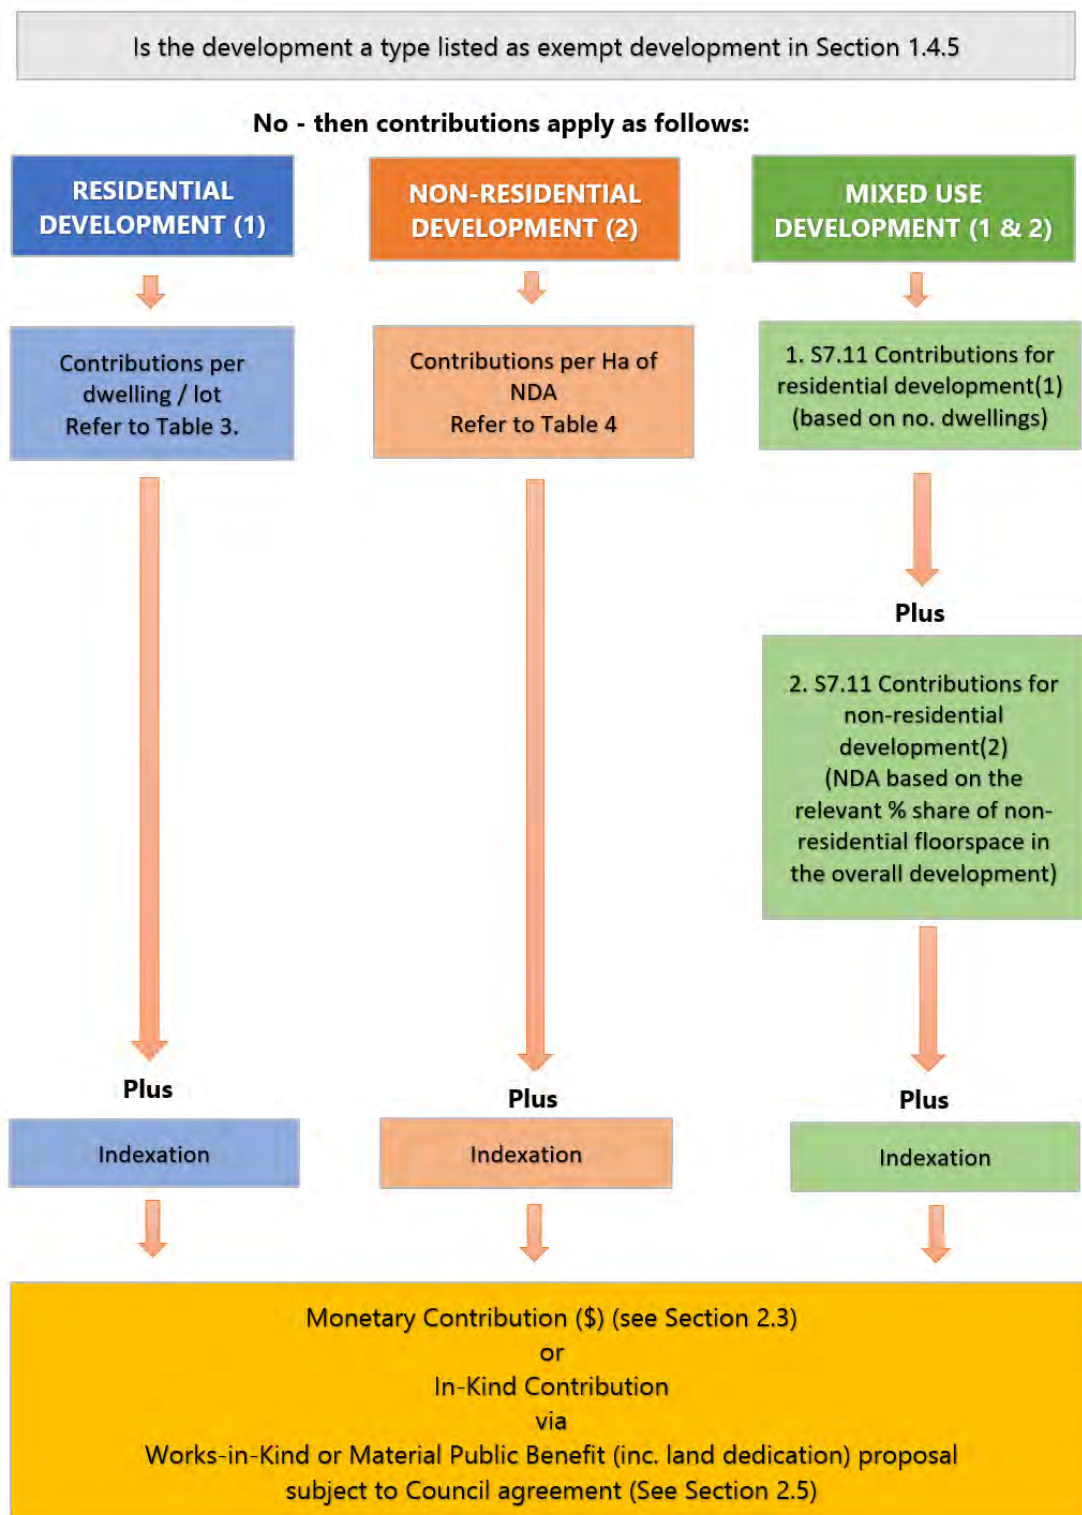 Is the development a type listed as exempt development in Section 1.4.5
No - then contributions apply as follows:
RESIDENTIAL
DEVELOPMENT (1)
Contributions per
dwelling / lot
Refer to Table 3.
Plus
Indexation
NON-RESIDENTIAL
DEVELOPMENT (2)
Contributions per Ha of
NDA
Refer to Table 4
Plus
Indexation
MIXED USE
DEVELOPMENT (1 & 2)
1. S7.11 Contributions for
residential development(1)
(based on no. dwellings)
Plus
2. S7.11 Contributions for
non-residential
development(2)
(NDA based on the
relevant % share of non-
residential floorspace in
the overall development)
Plus
Indexation
Monetary Contribution ($) (see Section 2.3)
or
In-Kind Contribution
via
Works-in-Kind or Material Public Benefit (inc. land dedication) proposal
subject to Council agreement (See Section 2.5)